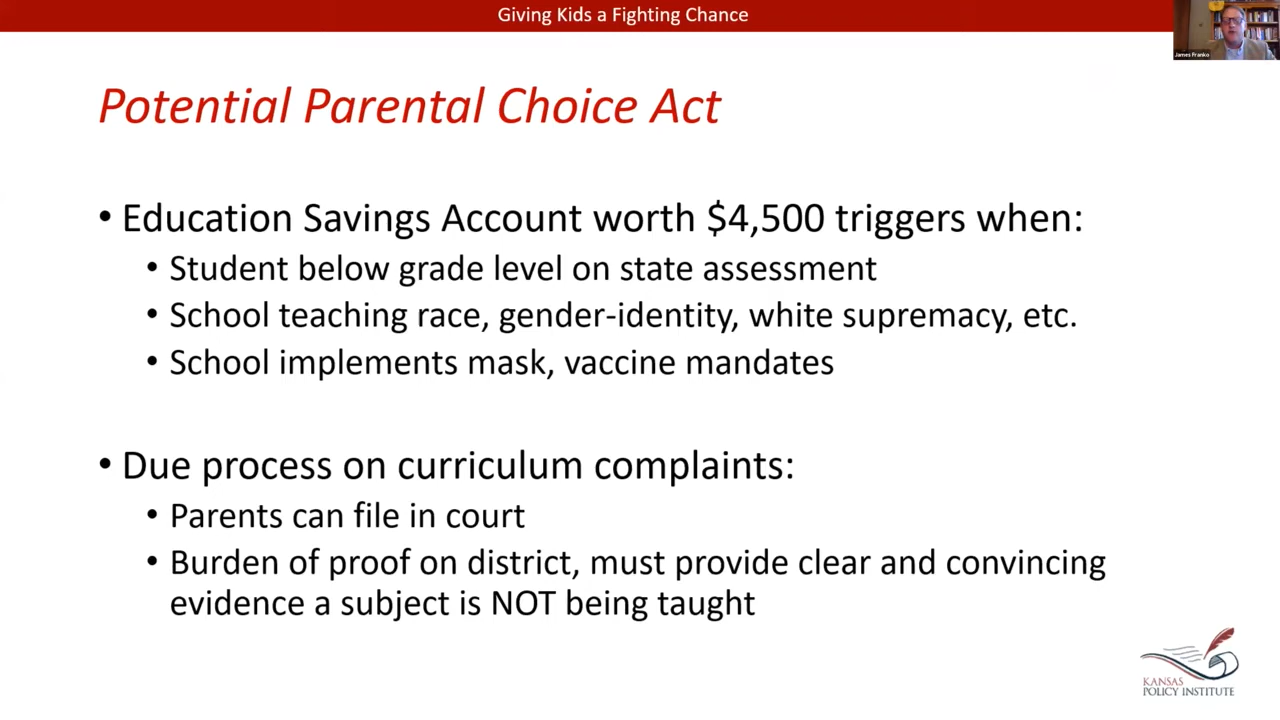 Giving Kids a Fighting Chance
James Franko
Potential Parental Choice Act
• Education Savings Account worth $4,500 triggers when:
• Student below grade level on state assessment
• School teaching race, gender-identity, white supremacy, etc.
• School implements mask, vaccine mandates
• Due process on curriculum complaints:
• Parents can file in court
• Burden of proof on district, must provide clear and convincing
evidence a subject is NOT being taught
KANSAS
POLICY INSTITUTE